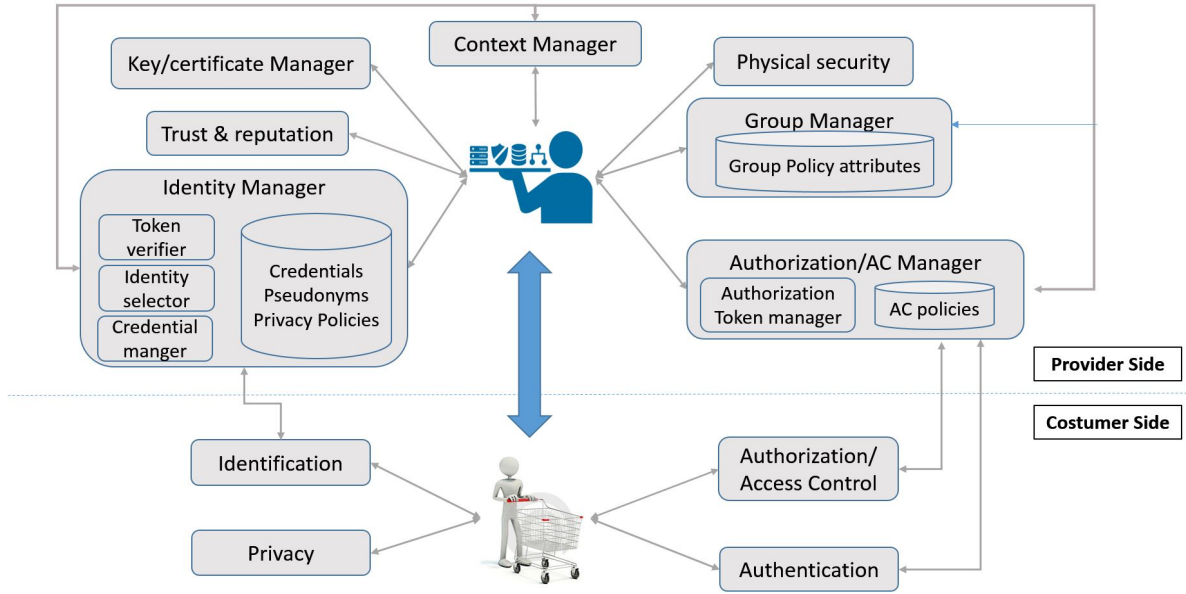 Context Manager
Key/certificate Manager
Physical security
Trust & reputation
Group Manager
Group Policy attributes
Identity Manager
Token
verifier
Identity
selector
Credential
manger
Credentials
Pseudonyms
Privacy Policies
Authorization/AC Manager
Authorization
Token manager
AC policies
Provider Side
Costumer Side
Identification
Privacy
Authorization/
Access Control
Authentication